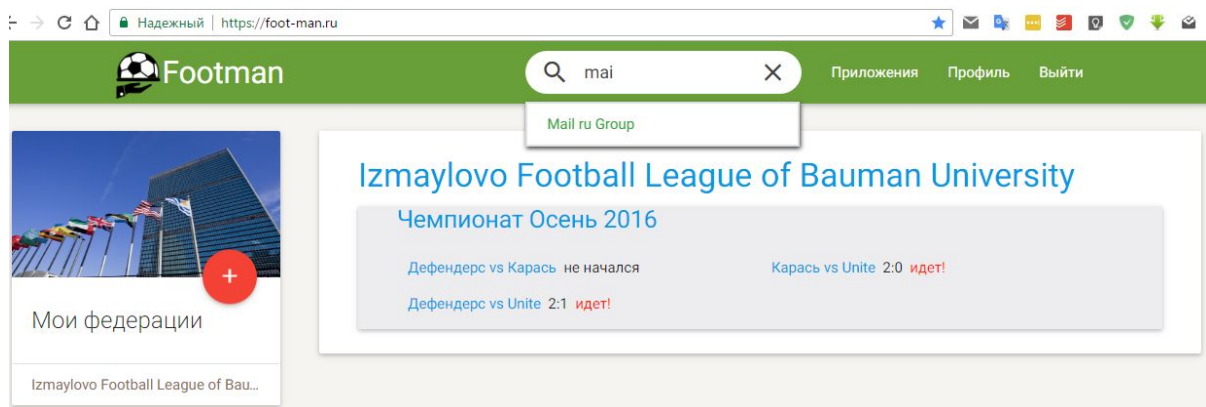 Надежный | https://foot-man.ru
Footman
mai
Приложения Профиль Выйти
Mail ru Group
Izmaylovo Football League of Bauman University
Чемпионат Осень 2016
Дефендерс vs Карась не начался
Карась vs Unite 2:0 идет!
Дефендерс vs Unite 2:1 идет!
Мои федерации
Izmaylovo Football League of Bau...